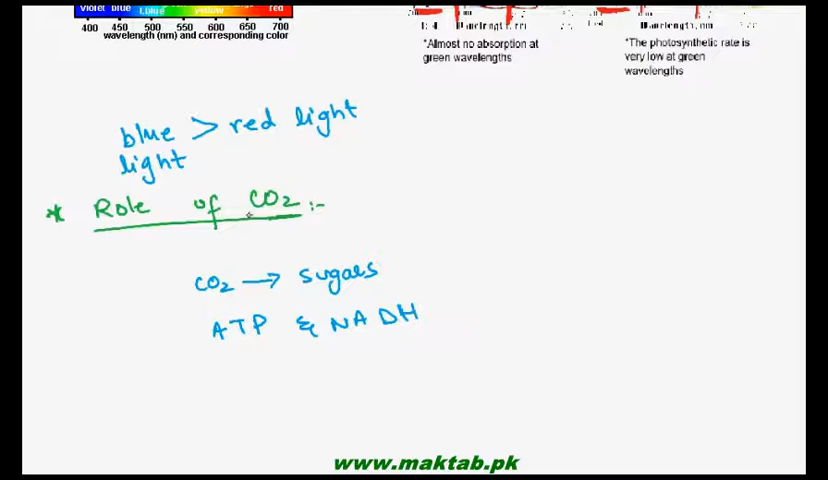 violet blue yellow red
400 450 500 550 600 650 700
wavelength (nm) and corresponding color
*Almost no absorption at
green wavelengths
*The photosynthetic rate is
very low at green
wavelengths
blue > red light
light
* Role of CO2 :-
CO2 → sugars
ATP & NADH
www.maktab.pk